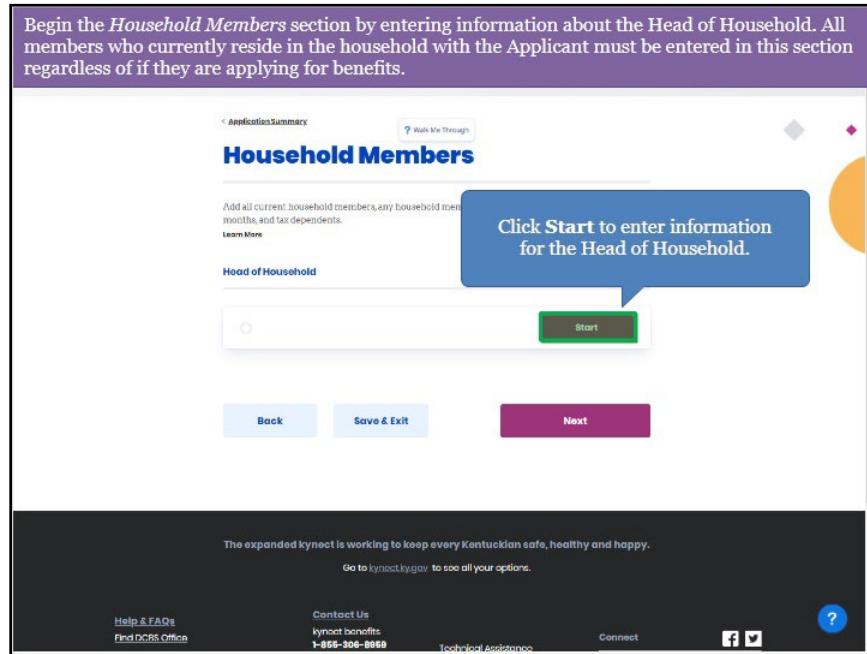 Begin the Household Members section by entering information about the Head of Household. All
members who currently reside in the household with the Applicant must be entered in this section
regardless of if they are applying for benefits.
< Application Summary
? Walk Me Through
Household Members
Add all current household members, any household mem
months, and tax dependents.
Learn More
Click Start to enter information
for the Head of Household.
Head of Household
Start
Back
Save & Exit
Next
The expanded kynect is working to keep every Kentuckian safe, healthy and happy.
Go to kynect.ky.gov to see all your options.
Help & FAQs
Find DCBS Office
Contact Us
kynect benefits
1-855-306-8959
Technical Assistance
Connect
?